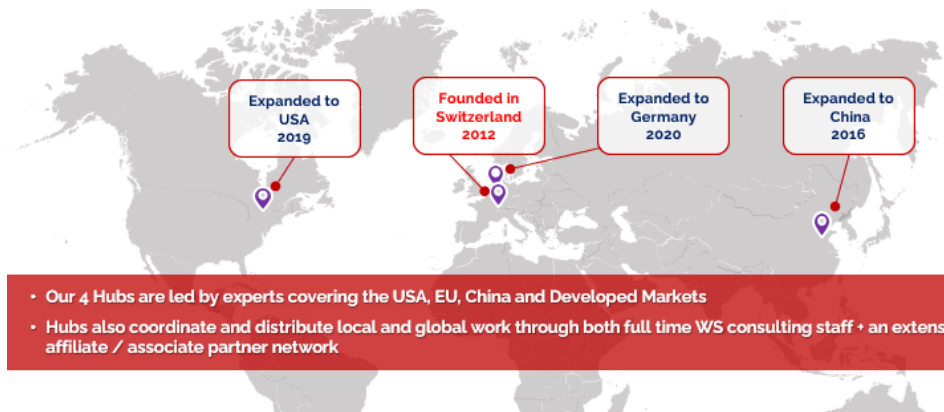 Expanded to
USA
2019
Founded in
Switzerland
2012
Expanded to
Germany
2020
Expanded to
China
2016
• Our 4 Hubs are led by experts covering the USA, EU, China and Developed Markets
• Hubs also coordinate and distribute local and global work through both full time WS consulting staff + an extens
affiliate / associate partner network